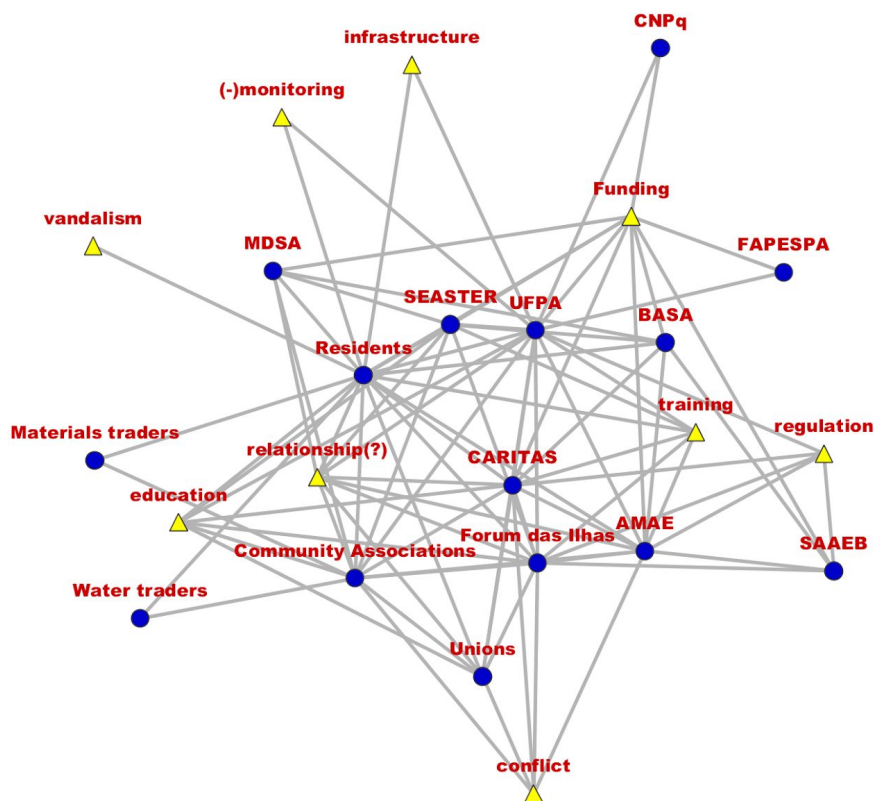 CNPq
infrastructure
(-)monitoring
Funding
vandalism
MDSA
FAPESPA
SEASTER
UFPA
BASA
Residents
training
regulation
Materials traders
relationship(?)
CARITAS
education
AMAE
Forum das Ilhas
SAAEB
Community Associations
Water traders
Unions
conflict